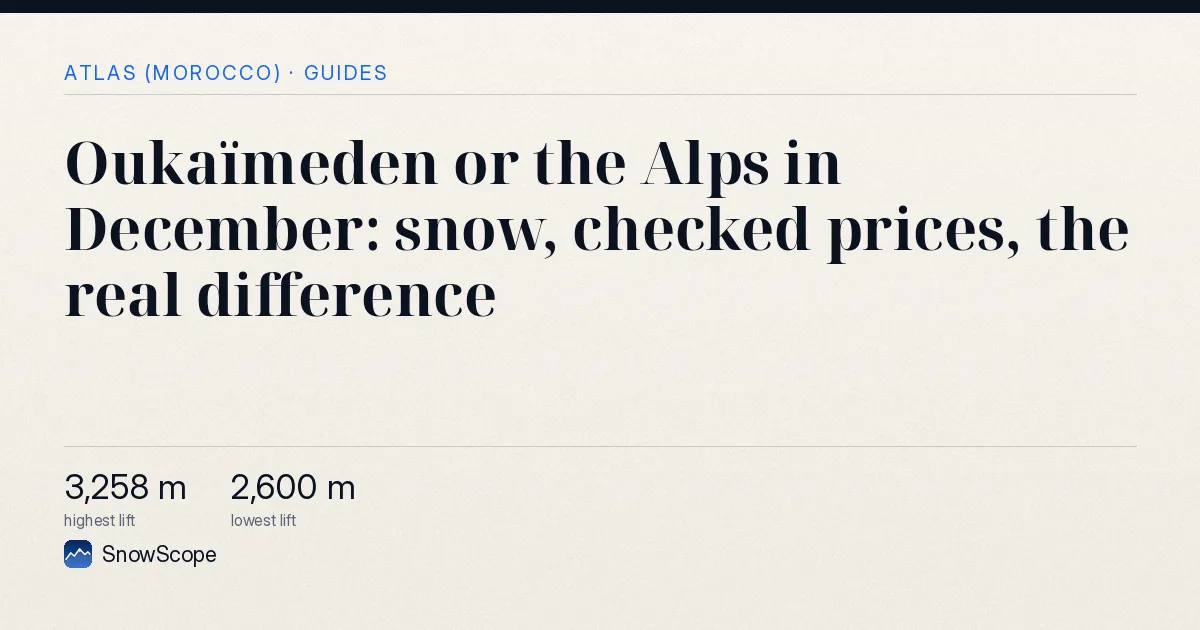 ATLAS (MOROCCO) · GUIDES
Oukaïmeden or the Alps in
December: snow, checked prices, the
real difference
3,258 m 2,600 m
highest lift lowest lift
SnowScope